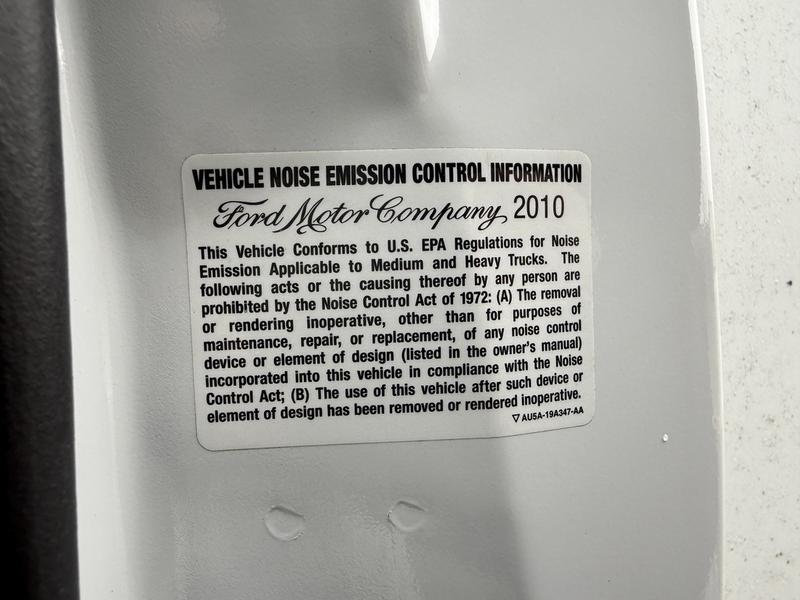 VEHICLE NOISE EMISSION CONTROL INFORMATION
Ford Motor Company, 2010
This Vehicle Conforms to U.S. EPA Regulations for Noise
Emission Applicable to Medium and Heavy Trucks. The
following acts or the causing thereof by any person are
prohibited by the Noise Control Act of 1972: (A) The removal
or rendering inoperative, other than for purposes of
maintenance, repair, or replacement, of any noise control
device or element of design (listed in the owner's manual)
incorporated into this vehicle in compliance with the Noise
Control Act; (B) The use of this vehicle after such device or
element of design has been removed or rendered inoperative.
▽ AU5A-19A347-AA